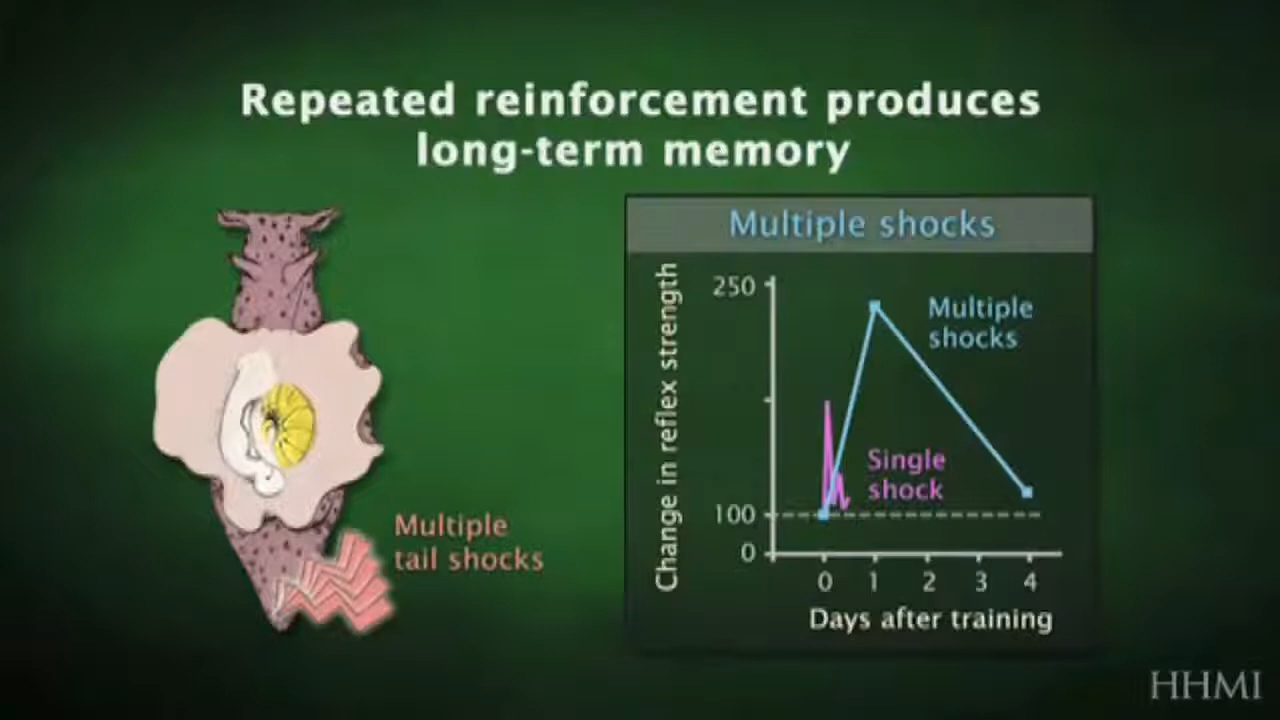 Repeated reinforcement produces
long-term memory
Multiple
tail shocks
Multiple shocks
Change in reflex strength
250
100
0
Multiple
shocks
Single
shock
0 1 2 3 4
Days after training
HHMI